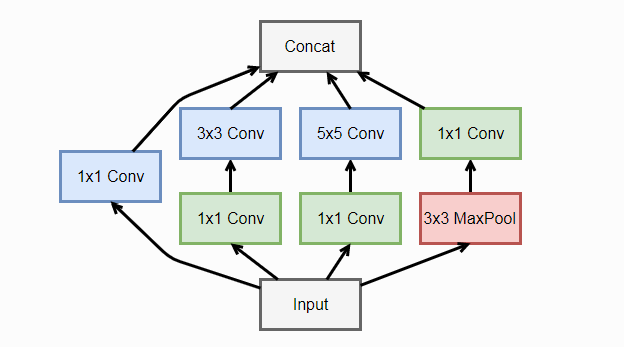 Concat
3x3 Conv
5x5 Conv
1x1 Conv
1x1 Conv
1x1 Conv
1x1 Conv
3x3 MaxPool
Input